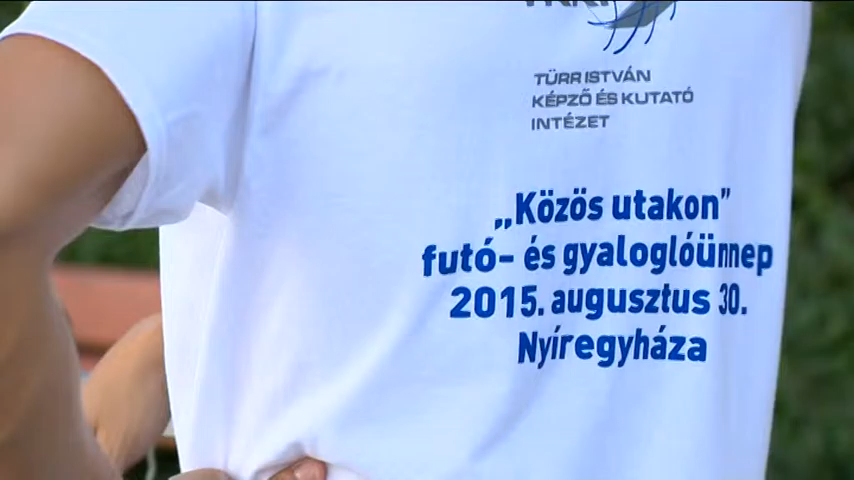 TÜRR ISTVÁN
KÉPZŐ ÉS KUTATÓ
INTÉZET
„Közös utakon”
futó- és gyaloglóünnep
2015. augusztus 30.
Nyíregyháza